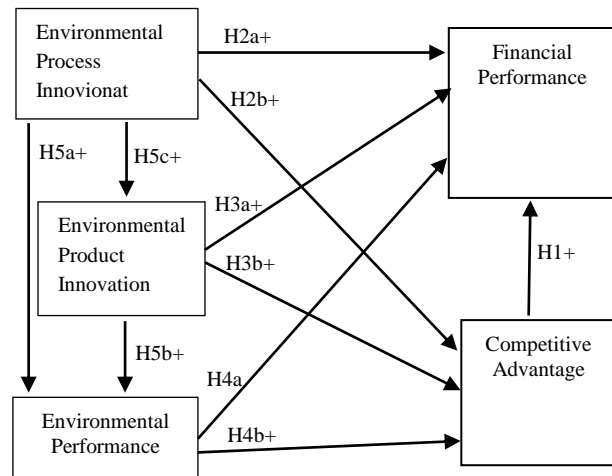 Environmental
Process
Innovionat
H2a+
Financial
Performance
H2b+
H5a+
H5c+
H3a+
Environmental
Product
Innovation
H3b+
H1+
H5b+
H4a
Competitive
Advantage
Environmental
Performance
H4b+